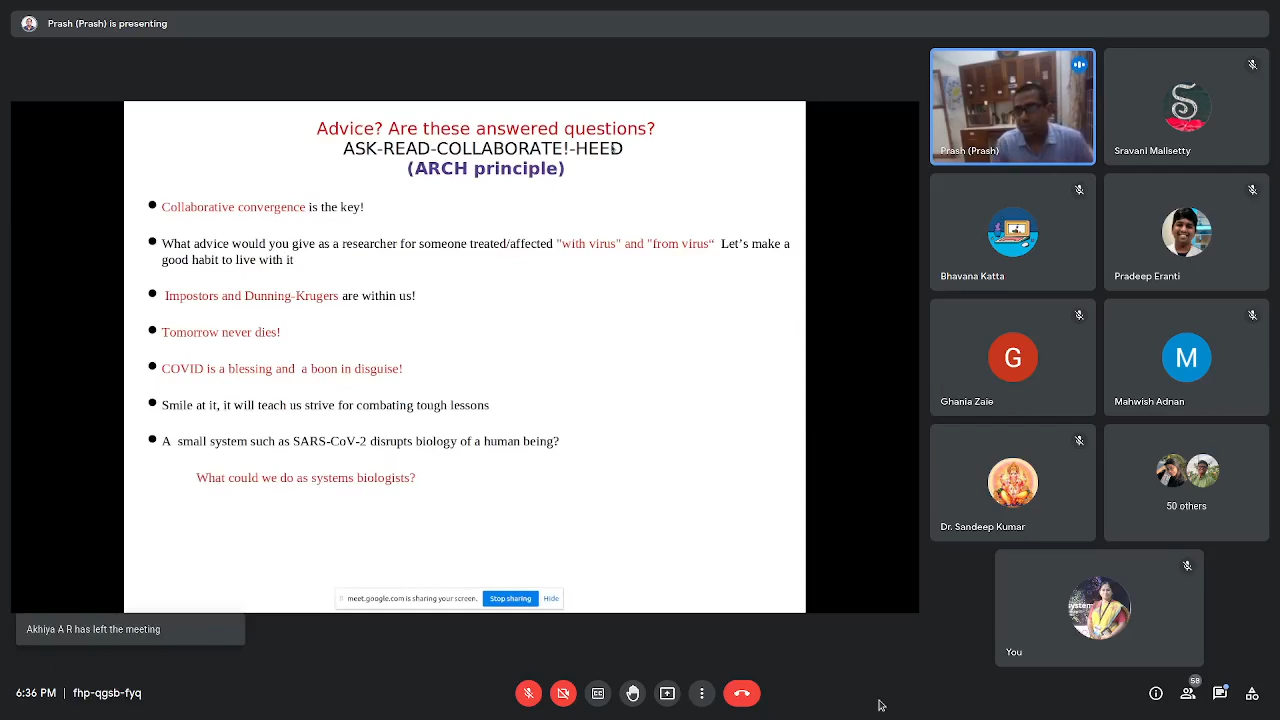 Prash (Prash) is presenting
Advice? Are these answered questions?
ASK-READ-COLLABORATE!-HEED
(ARCH principle)
Collaborative convergence is the key!
What advice would you give as a researcher for someone treated/affected "with virus" and "from virus“ Let’s make a
good habit to live with it
Impostors and Dunning-Krugers are within us!
Tomorrow never dies!
COVID is a blessing and a boon in disguise!
Smile at it, it will teach us strive for combating tough lessons
A small system such as SARS-CoV-2 disrupts biology of a human being?
What could we do as systems biologists?
meet.google.com is sharing your screen. Stop sharing Hide
Akhiya A R has left the meeting
Prash (Prash)
S
Sravani Malisetty
Bhavana Katta
Pradeep Eranti
G
Ghania Zaie
M
Mahwish Adnan
Dr. Sandeep Kumar
50 others
system
You
6:36 PM | fhp-qgsb-fyq
58